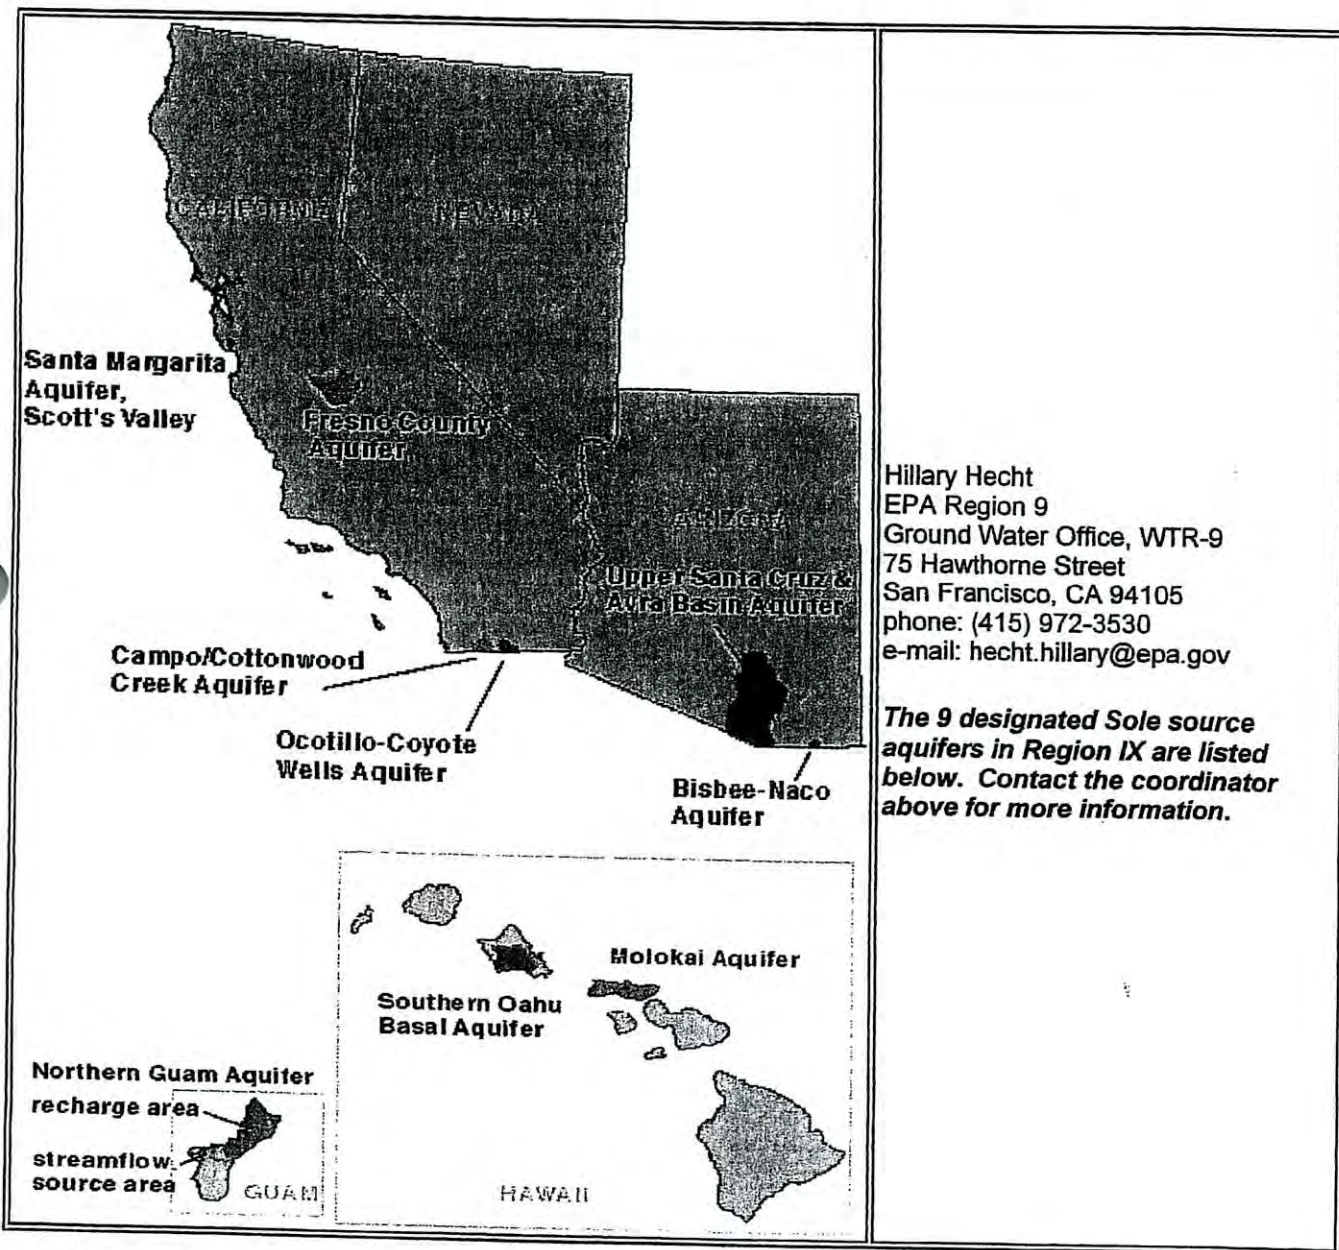 CALIFORNIA
NEVADA
Santa Margarita
Aquifer,
Scott's Valley
Fresno County
Aquifer
ARIZONA
Upper Santa Cruz &
Avra Basin Aquifer
Campo/Cottonwood
Creek Aquifer
Ocotillo-Coyote
Wells Aquifer
Bisbee-Naco
Aquifer
Molokai Aquifer
Southern Oahu
Basal Aquifer
Northern Guam Aquifer
recharge area
streamflow
source area
GUAM
HAWAII
Hillary Hecht
EPA Region 9
Ground Water Office, WTR-9
75 Hawthorne Street
San Francisco, CA 94105
phone: (415) 972-3530
e-mail: hecht.hillary@epa.gov
The 9 designated Sole source
aquifers in Region IX are listed
below. Contact the coordinator
above for more information.